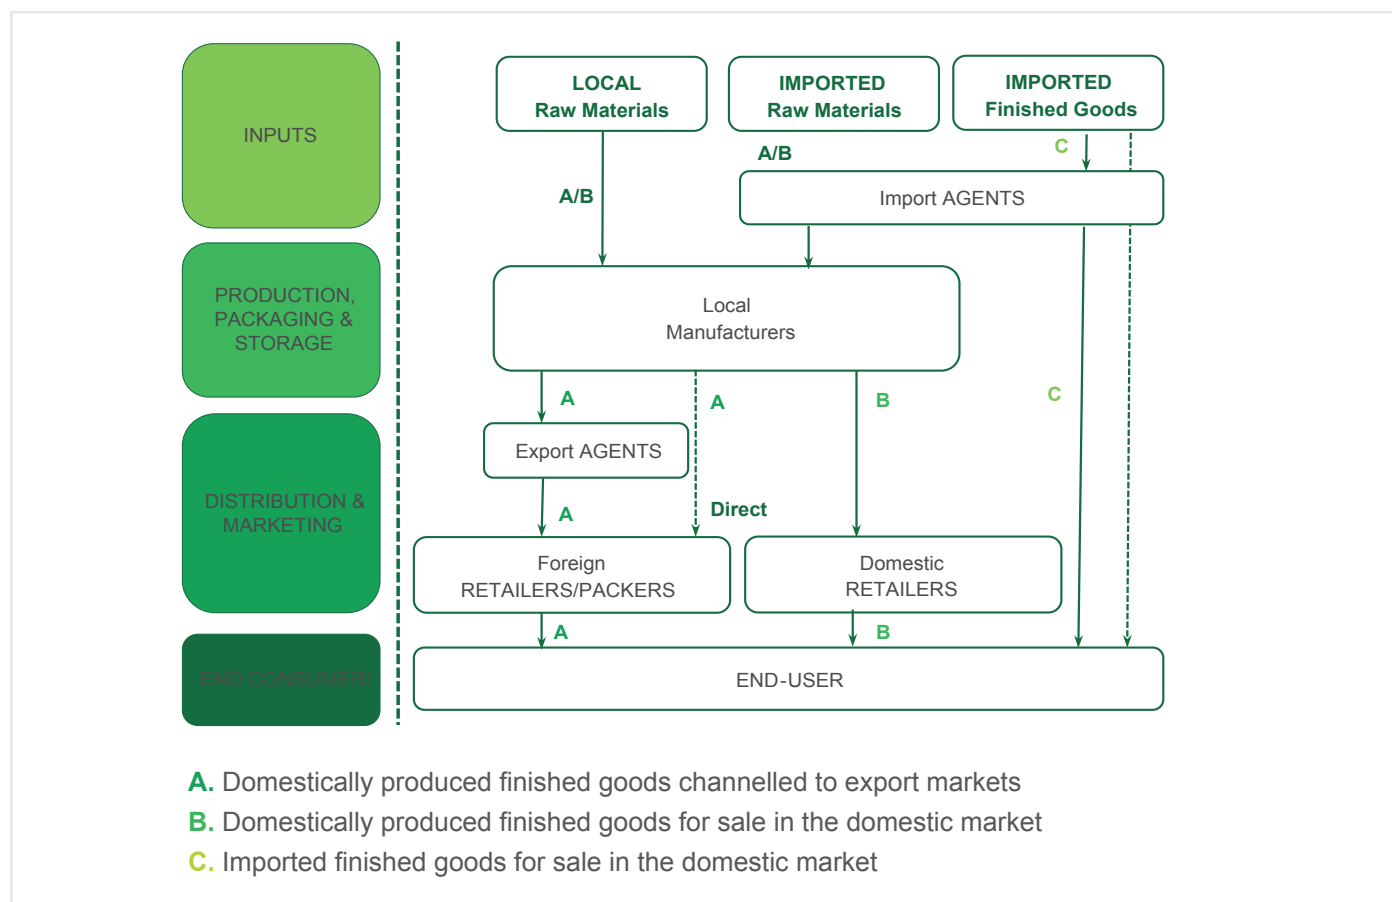 INPUTS
LOCAL
Raw Materials
IMPORTED
Raw Materials
IMPORTED
Finished Goods
A/B
A/B
C
Import AGENTS
PRODUCTION,
PACKAGING &
STORAGE
Local
Manufacturers
A
A
B
C
Export AGENTS
DISTRIBUTION &
MARKETING
A
Direct
Foreign
RETAILERS/PACKERS
Domestic
RETAILERS
A
B
END CONSUMER
END-USER
A. Domestically produced finished goods channelled to export markets
B. Domestically produced finished goods for sale in the domestic market
C. Imported finished goods for sale in the domestic market